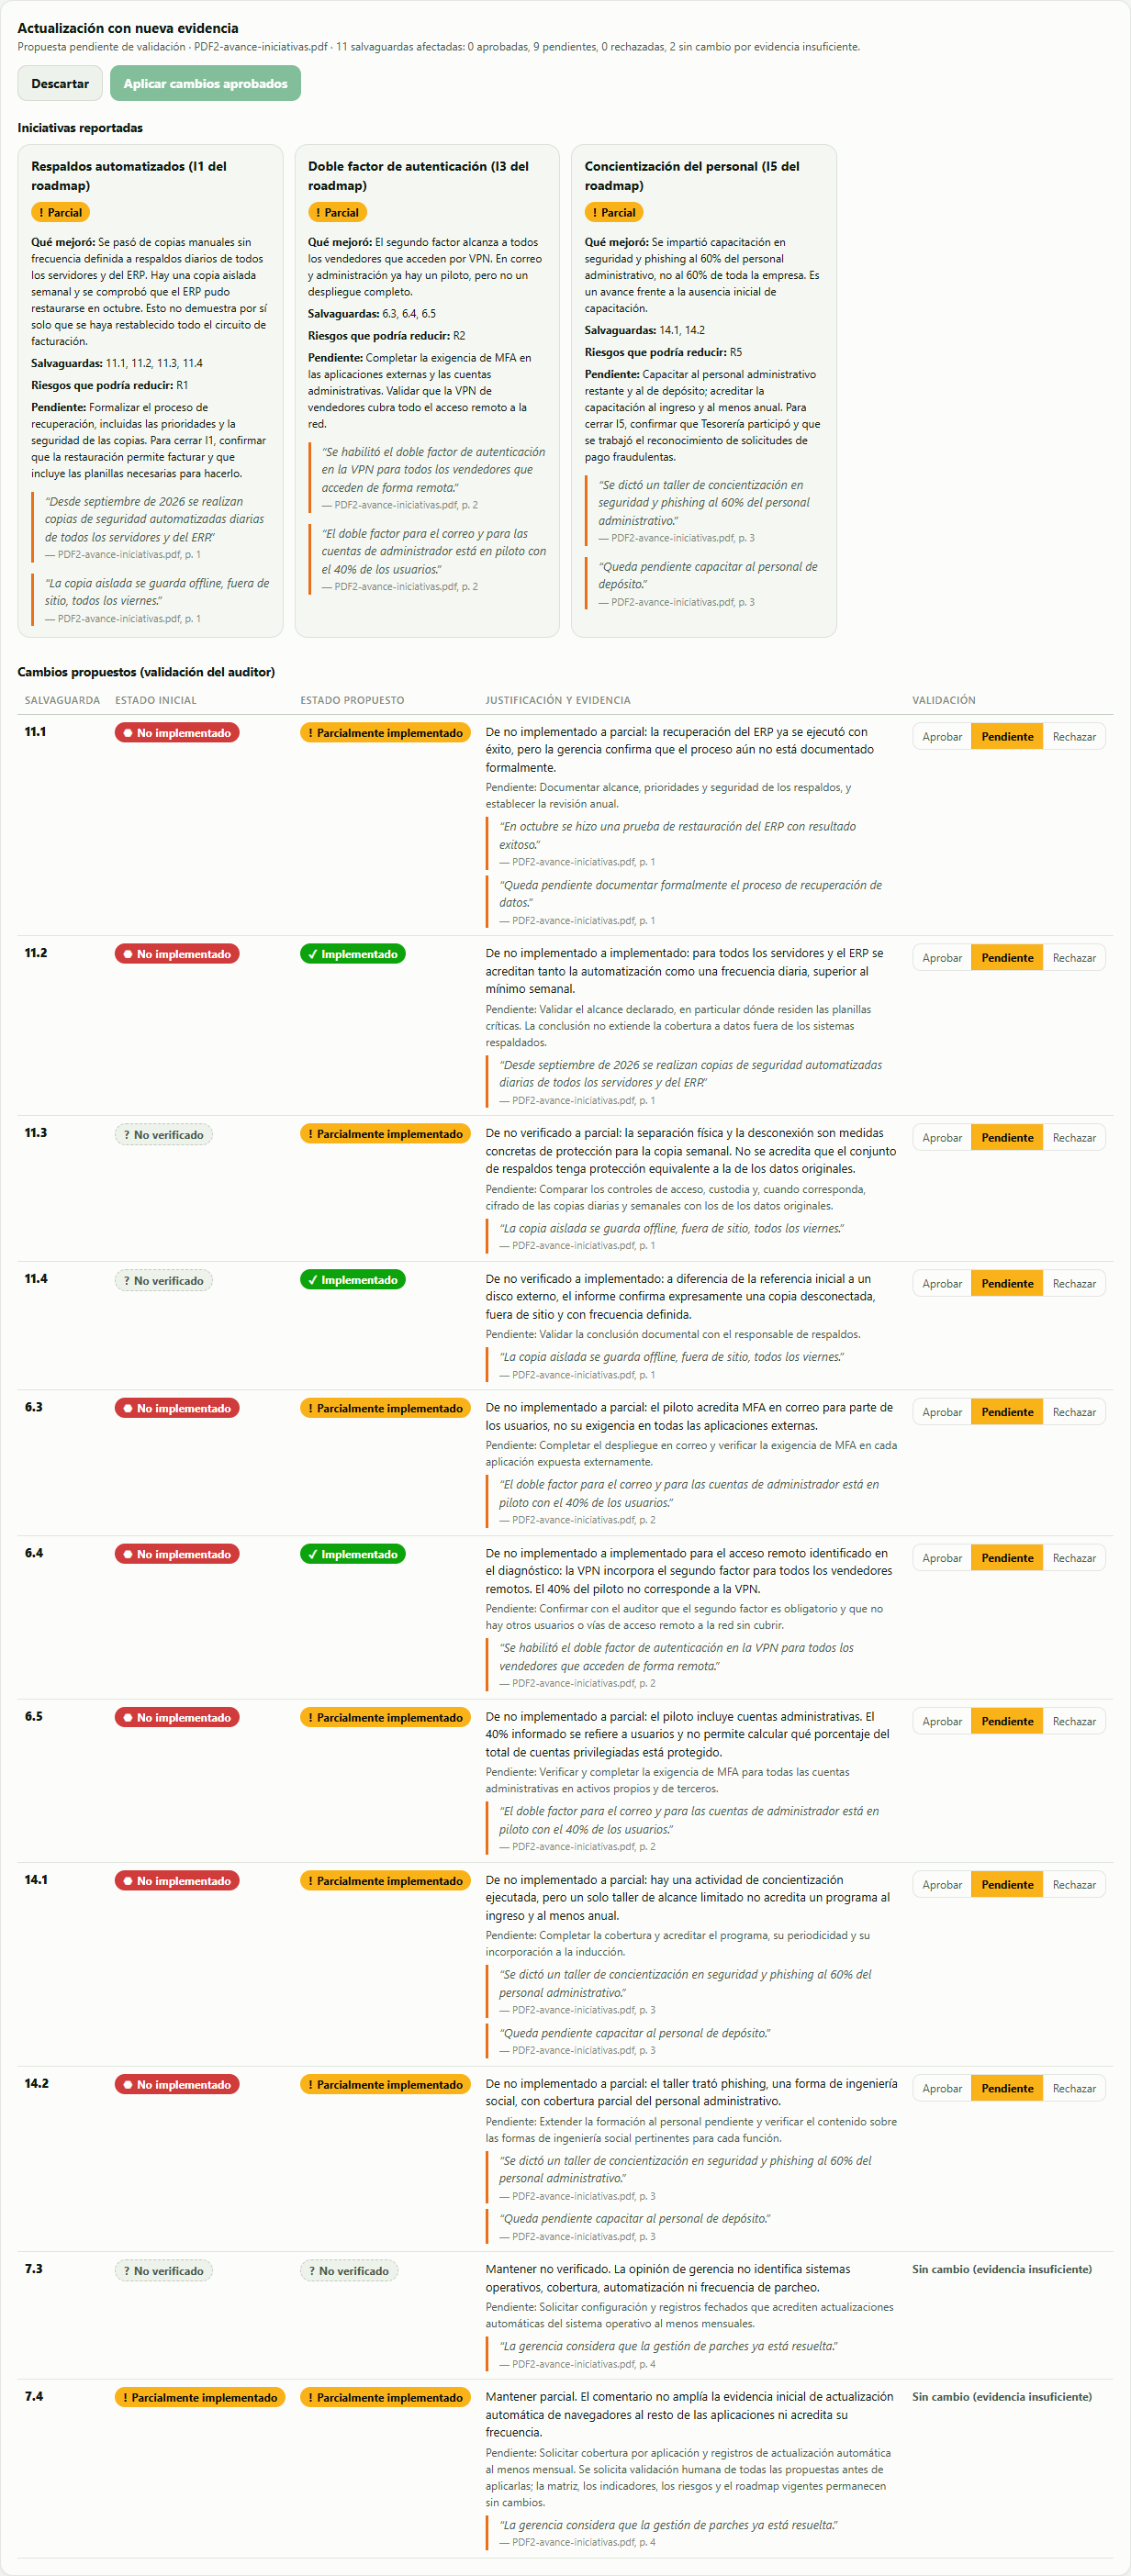 Actualización con nueva evidencia
Propuesta pendiente de validación · PDF2-avance-iniciativas.pdf · 11 salvaguardas afectadas: 0 aprobadas, 9 pendientes, 0 rechazadas, 2 sin cambio por evidencia insuficiente.
Descartar
Aplicar cambios aprobados
Iniciativas reportadas
Respaldos automatizados (I1 del
roadmap)
! Parcial
Qué mejoró: Se pasó de copias manuales sin
frecuencia definida a respaldos diarios de todos
los servidores y del ERP. Hay una copia aislada
semanal y se comprobó que el ERP pudo
restaurarse en octubre. Esto no demuestra por sí
solo que se haya restablecido todo el circuito de
facturación.
Salvaguardas: 11.1, 11.2, 11.3, 11.4
Riesgos que podría reducir: R1
Pendiente: Formalizar el proceso de
recuperación, incluidas las prioridades y la
seguridad de las copias. Para cerrar I1, confirmar
que la restauración permite facturar y que
incluye las planillas necesarias para hacerlo.
“Desde septiembre de 2026 se realizan
copias de seguridad automatizadas diarias
de todos los servidores y del ERP.”
— PDF2-avance-iniciativas.pdf, p. 1
“La copia aislada se guarda offline, fuera de
sitio, todos los viernes.”
— PDF2-avance-iniciativas.pdf, p. 1
Doble factor de autenticación (I3 del
roadmap)
! Parcial
Qué mejoró: El segundo factor alcanza a todos
los vendedores que acceden por VPN. En correo
y administración ya hay un piloto, pero no un
despliegue completo.
Salvaguardas: 6.3, 6.4, 6.5
Riesgos que podría reducir: R2
Pendiente: Completar la exigencia de MFA en
las aplicaciones externas y las cuentas
administrativas. Validar que la VPN de
vendedores cubra todo el acceso remoto a la
red.
“Se habilitó el doble factor de autenticación
en la VPN para todos los vendedores que
acceden de forma remota.”
— PDF2-avance-iniciativas.pdf, p. 2
“El doble factor para el correo y para las
cuentas de administrador está en piloto con
el 40% de los usuarios.”
— PDF2-avance-iniciativas.pdf, p. 2
Concientización del personal (I5 del
roadmap)
! Parcial
Qué mejoró: Se impartió capacitación en
seguridad y phishing al 60% del personal
administrativo, no al 60% de toda la empresa. Es
un avance frente a la ausencia inicial de
capacitación.
Salvaguardas: 14.1, 14.2
Riesgos que podría reducir: R5
Pendiente: Capacitar al personal administrativo
restante y al de depósito; acreditar la
capacitación al ingreso y al menos anual. Para
cerrar I5, confirmar que Tesorería participó y que
se trabajó el reconocimiento de solicitudes de
pago fraudulentas.
“Se dictó un taller de concientización en
seguridad y phishing al 60% del personal
administrativo.”
— PDF2-avance-iniciativas.pdf, p. 3
“Queda pendiente capacitar al personal de
depósito.”
— PDF2-avance-iniciativas.pdf, p. 3
Cambios propuestos (validación del auditor)
SALVAGUARDA ESTADO INICIAL ESTADO PROPUESTO JUSTIFICACIÓN Y EVIDENCIA VALIDACIÓN
11.1 No implementado ! Parcialmente implementado
De no implementado a parcial: la recuperación del ERP ya se ejecutó con
éxito, pero la gerencia confirma que el proceso aún no está documentado
formalmente.
Pendiente: Documentar alcance, prioridades y seguridad de los respaldos, y
establecer la revisión anual.
“En octubre se hizo una prueba de restauración del ERP con resultado
exitoso.”
— PDF2-avance-iniciativas.pdf, p. 1
“Queda pendiente documentar formalmente el proceso de recuperación de
datos.”
— PDF2-avance-iniciativas.pdf, p. 1
Aprobar Pendiente Rechazar
11.2 No implementado ✓ Implementado
De no implementado a implementado: para todos los servidores y el ERP se
acreditan tanto la automatización como una frecuencia diaria, superior al
mínimo semanal.
Pendiente: Validar el alcance declarado, en particular dónde residen las planillas
críticas. La conclusión no extiende la cobertura a datos fuera de los sistemas
respaldados.
“Desde septiembre de 2026 se realizan copias de seguridad automatizadas
diarias de todos los servidores y del ERP.”
— PDF2-avance-iniciativas.pdf, p. 1
Aprobar Pendiente Rechazar
11.3 ? No verificado ! Parcialmente implementado
De no verificado a parcial: la separación física y la desconexión son medidas
concretas de protección para la copia semanal. No se acredita que el conjunto
de respaldos tenga protección equivalente a la de los datos originales.
Pendiente: Comparar los controles de acceso, custodia y, cuando corresponda,
cifrado de las copias diarias y semanales con los de los datos originales.
“La copia aislada se guarda offline, fuera de sitio, todos los viernes.”
— PDF2-avance-iniciativas.pdf, p. 1
Aprobar Pendiente Rechazar
11.4 ? No verificado ✓ Implementado
De no verificado a implementado: a diferencia de la referencia inicial a un
disco externo, el informe confirma expresamente una copia desconectada,
fuera de sitio y con frecuencia definida.
Pendiente: Validar la conclusión documental con el responsable de respaldos.
“La copia aislada se guarda offline, fuera de sitio, todos los viernes.”
— PDF2-avance-iniciativas.pdf, p. 1
Aprobar Pendiente Rechazar
6.3 No implementado ! Parcialmente implementado
De no implementado a parcial: el piloto acredita MFA en correo para parte de
los usuarios, no su exigencia en todas las aplicaciones externas.
Pendiente: Completar el despliegue en correo y verificar la exigencia de MFA en cada
aplicación expuesta externamente.
“El doble factor para el correo y para las cuentas de administrador está en
piloto con el 40% de los usuarios.”
— PDF2-avance-iniciativas.pdf, p. 2
Aprobar Pendiente Rechazar
6.4 No implementado ✓ Implementado
De no implementado a implementado para el acceso remoto identificado en
el diagnóstico: la VPN incorpora el segundo factor para todos los vendedores
remotos. El 40% del piloto no corresponde a la VPN.
Pendiente: Confirmar con el auditor que el segundo factor es obligatorio y que no
hay otros usuarios o vías de acceso remoto a la red sin cubrir.
“Se habilitó el doble factor de autenticación en la VPN para todos los
vendedores que acceden de forma remota.”
— PDF2-avance-iniciativas.pdf, p. 2
Aprobar Pendiente Rechazar
6.5 No implementado ! Parcialmente implementado
De no implementado a parcial: el piloto incluye cuentas administrativas. El
40% informado se refiere a usuarios y no permite calcular qué porcentaje del
total de cuentas privilegiadas está protegido.
Pendiente: Verificar y completar la exigencia de MFA para todas las cuentas
administrativas en activos propios y de terceros.
“El doble factor para el correo y para las cuentas de administrador está en
piloto con el 40% de los usuarios.”
— PDF2-avance-iniciativas.pdf, p. 2
Aprobar Pendiente Rechazar
14.1 No implementado ! Parcialmente implementado
De no implementado a parcial: hay una actividad de concientización
ejecutada, pero un solo taller de alcance limitado no acredita un programa al
ingreso y al menos anual.
Pendiente: Completar la cobertura y acreditar el programa, su periodicidad y su
incorporación a la inducción.
“Se dictó un taller de concientización en seguridad y phishing al 60% del
personal administrativo.”
— PDF2-avance-iniciativas.pdf, p. 3
“Queda pendiente capacitar al personal de depósito.”
— PDF2-avance-iniciativas.pdf, p. 3
Aprobar Pendiente Rechazar
14.2 No implementado ! Parcialmente implementado
De no implementado a parcial: el taller trató phishing, una forma de ingeniería
social, con cobertura parcial del personal administrativo.
Pendiente: Extender la formación al personal pendiente y verificar el contenido sobre
las formas de ingeniería social pertinentes para cada función.
“Se dictó un taller de concientización en seguridad y phishing al 60% del
personal administrativo.”
— PDF2-avance-iniciativas.pdf, p. 3
“Queda pendiente capacitar al personal de depósito.”
— PDF2-avance-iniciativas.pdf, p. 3
Aprobar Pendiente Rechazar
7.3 ? No verificado ? No verificado
Mantener no verificado. La opinión de gerencia no identifica sistemas
operativos, cobertura, automatización ni frecuencia de parcheo.
Pendiente: Solicitar configuración y registros fechados que acrediten actualizaciones
automáticas del sistema operativo al menos mensuales.
“La gerencia considera que la gestión de parches ya está resuelta.”
— PDF2-avance-iniciativas.pdf, p. 4
Sin cambio (evidencia insuficiente)
7.4 ! Parcialmente implementado ! Parcialmente implementado
Mantener parcial. El comentario no amplía la evidencia inicial de actualización
automática de navegadores al resto de las aplicaciones ni acredita su
frecuencia.
Pendiente: Solicitar cobertura por aplicación y registros de actualización automática
al menos mensual. Se solicita validación humana de todas las propuestas antes de
aplicarlas; la matriz, los indicadores, los riesgos y el roadmap vigentes permanecen
sin cambios.
“La gerencia considera que la gestión de parches ya está resuelta.”
— PDF2-avance-iniciativas.pdf, p. 4
Sin cambio (evidencia insuficiente)